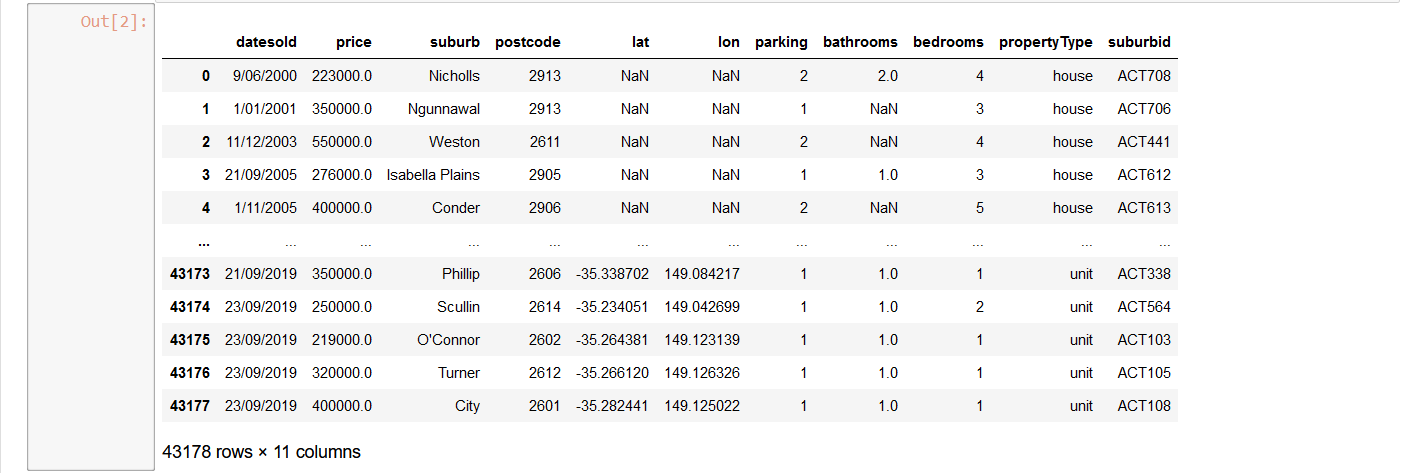 Out[2]:
datesold price suburb postcode lat lon parking bathrooms bedrooms propertyType suburbid
0 9/06/2000 223000.0 Nicholls 2913 NaN NaN 2 2.0 4 house ACT708
1 1/01/2001 350000.0 Ngunnawal 2913 NaN NaN 1 NaN 3 house ACT706
2 11/12/2003 550000.0 Weston 2611 NaN NaN 2 NaN 4 house ACT441
3 21/09/2005 276000.0 Isabella Plains 2905 NaN NaN 1 1.0 3 house ACT612
4 1/11/2005 400000.0 Conder 2906 NaN NaN 2 NaN 5 house ACT613
... ... ... ... ... ... ... ... ... ... ... ...
43173 21/09/2019 350000.0 Phillip 2606 -35.338702 149.084217 1 1.0 1 unit ACT338
43174 23/09/2019 250000.0 Scullin 2614 -35.234051 149.042699 1 1.0 2 unit ACT564
43175 23/09/2019 219000.0 O'Connor 2602 -35.264381 149.123139 1 1.0 1 unit ACT103
43176 23/09/2019 320000.0 Turner 2612 -35.266120 149.126326 1 1.0 1 unit ACT105
43177 23/09/2019 400000.0 City 2601 -35.282441 149.125022 1 1.0 1 unit ACT108
43178 rows × 11 columns